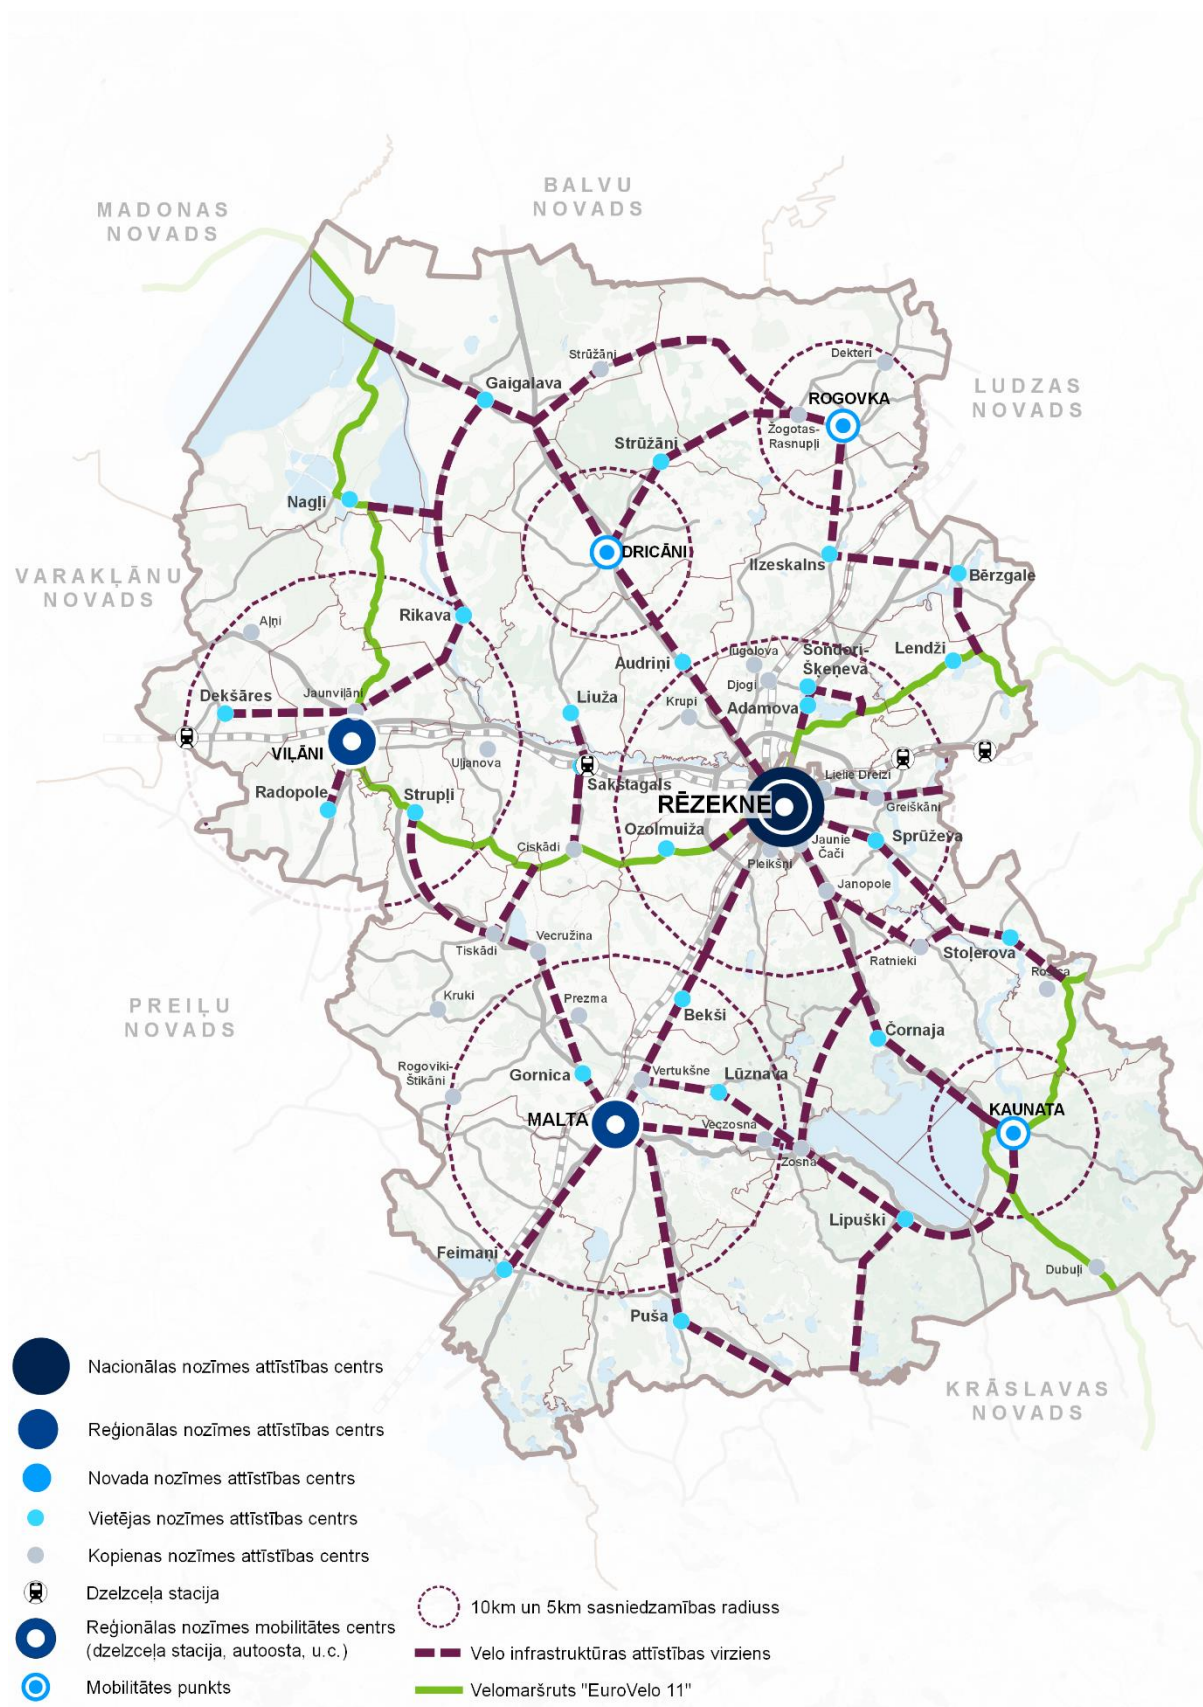 BALVU
NOVADS
MADONAS
NOVADS
Strūžāni
Dekteri
LUDZAS
NOVADS
Gaigalava
ROGOVKA
Žogotas-
Rasnupļi
Strūžāni
Nagļi
DRICĀNI
Ilzeskalns
Bērzgale
VARAKĻĀNU
NOVADS
Aļņi
Rikava
Audriņi
Iugolova
Sondori-
Šķeņeva
Lendži
Djogi
Dekšāres
Jaunviļāni
Liuža
Krupi
Adamova
VIĻĀNI
Uljanova
Sakstagals
Lielie Dreizi
Radopole
Strupļi
RĒZEKNE
Greiškāni
Ozolmuiža
Ciskādi
Jaunie
Čači
Sprūževa
Pleikšņi
Janopole
Tiskādi
Vecružina
Ratnieki
Stoļerova
PREIĻU
NOVADS
Kruki
Prezma
Bekši
Čornaja
Rogoviki-
Štikāni
Gornica
Vertukšne
Lūznava
MALTA
Veczosna
KAUNATA
Zosna
Lipuški
Feimaņi
Dubuļi
Puša
KRĀSLAVAS
NOVADS
Nacionālas nozīmes attīstības centrs
Reģionālas nozīmes attīstības centrs
Novada nozīmes attīstības centrs
Vietējas nozīmes attīstības centrs
Kopienas nozīmes attīstības centrs
Dzelzceļa stacija
Reģionālas nozīmes mobilitātes centrs
(dzelzceļa stacija, autoosta, u.c.)
Mobilitātes punkts
10km un 5km sasniedzamības radiuss
Velo infrastruktūras attīstības virziens
Velomaršruts "EuroVelo 11"